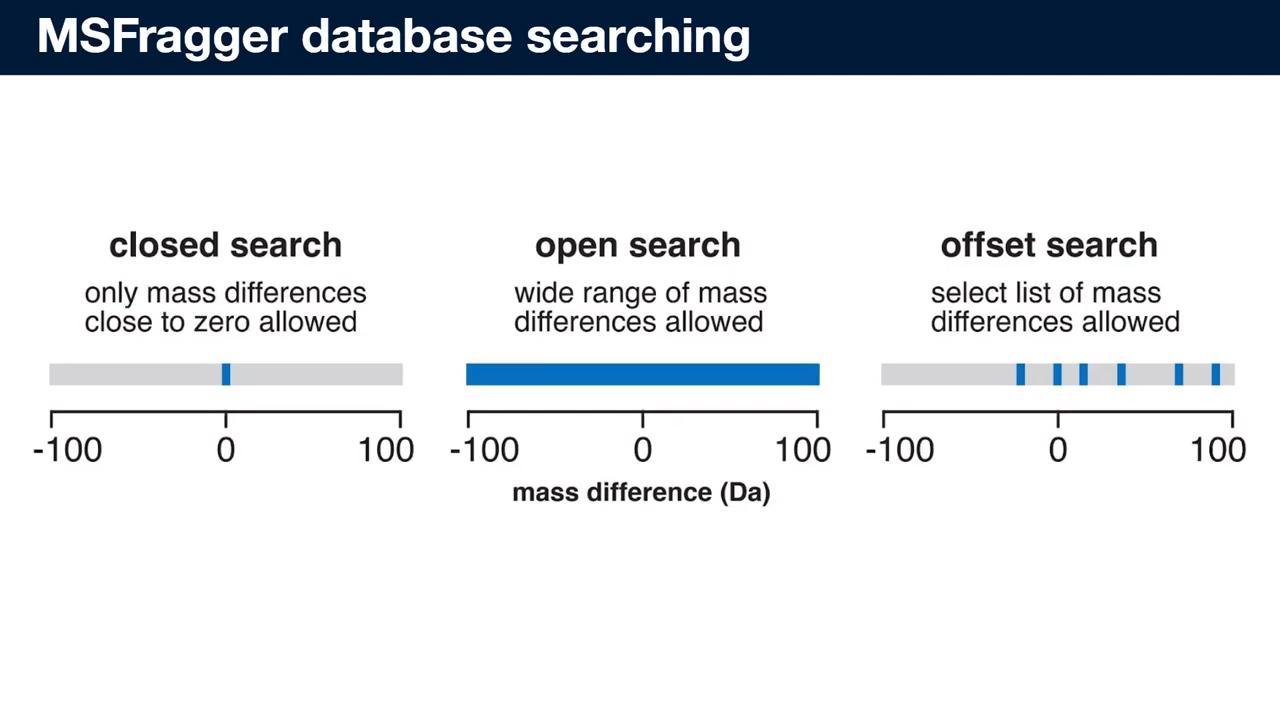 MSFragger database searching
closed search
only mass differences
close to zero allowed
-100 0 100
open search
wide range of mass
differences allowed
-100 0 100
mass difference (Da)
offset search
select list of mass
differences allowed
-100 0 100